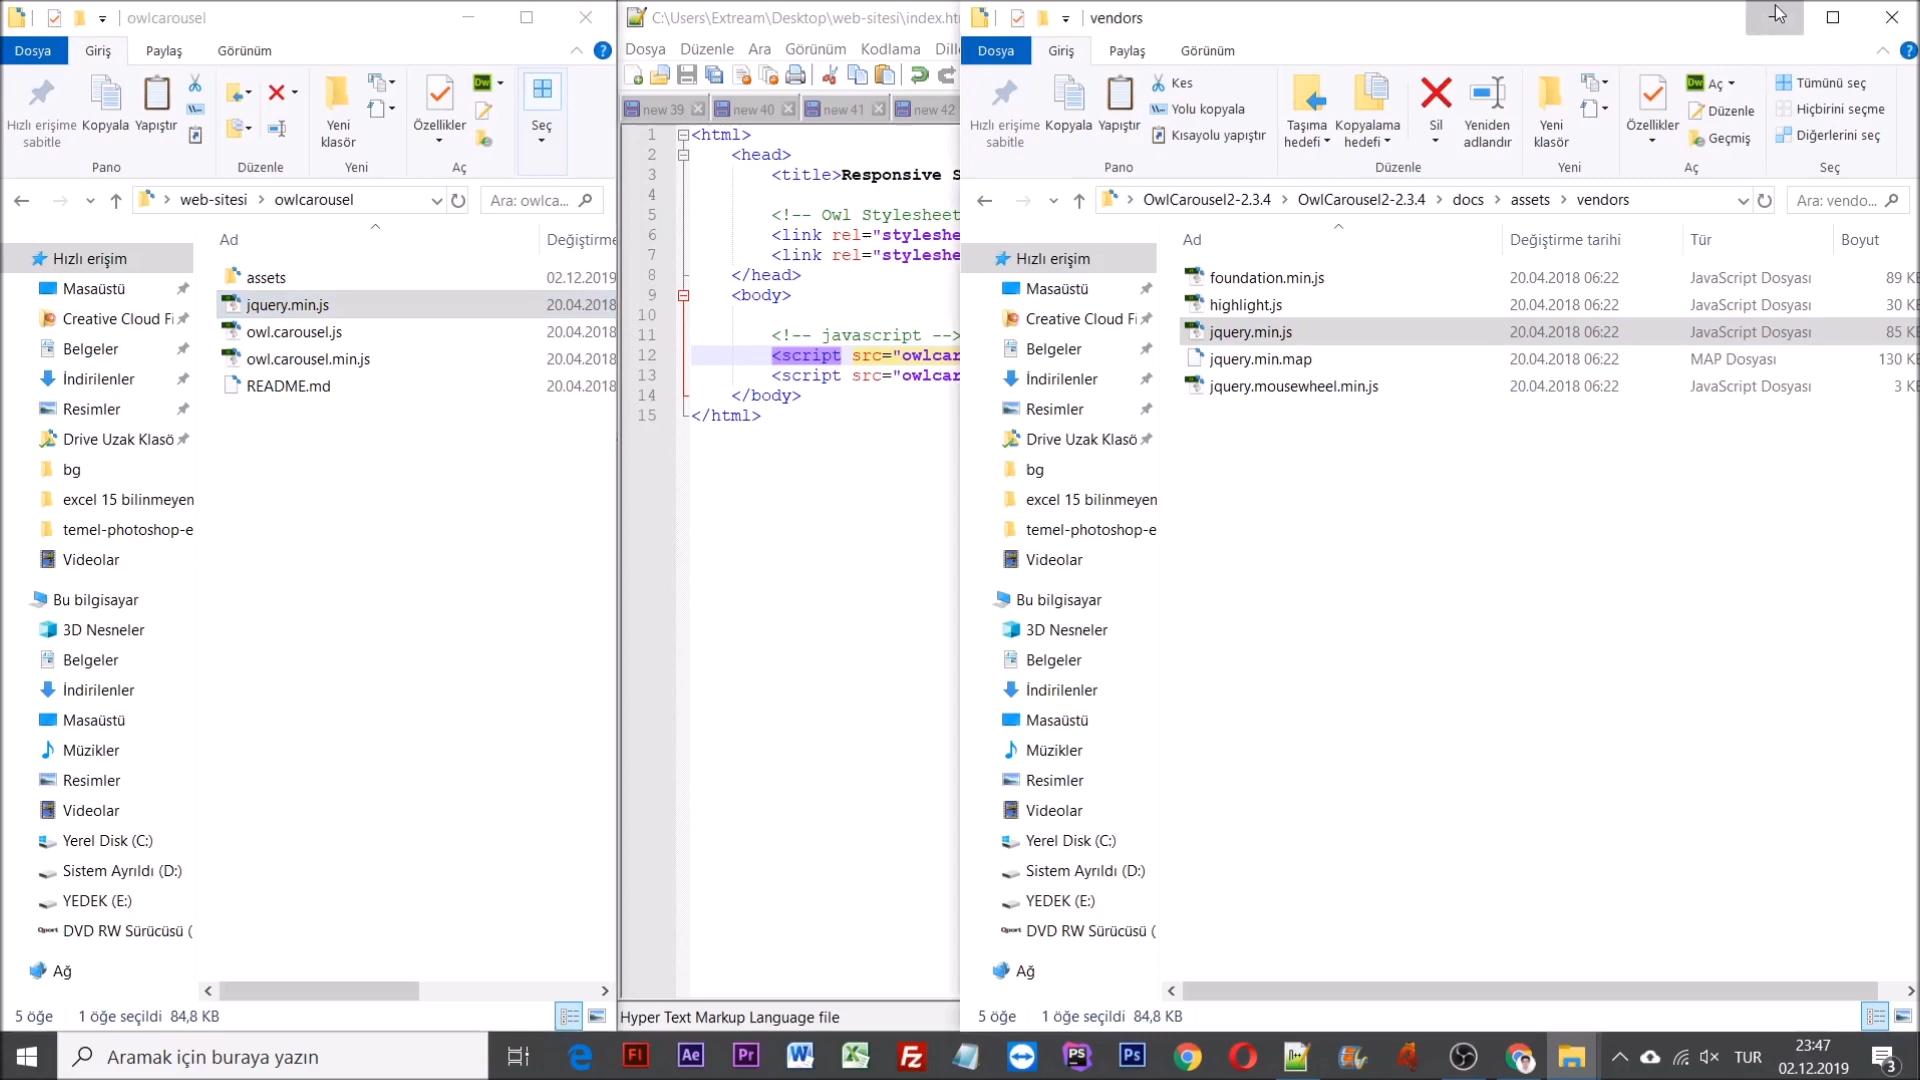 owlcarousel
Dosya
Giriş
Paylaş
Görünüm
Hızlı erişime
sabitle
Kopyala
Yapıştır
Pano
Düzenle
Yeni
klasör
Yeni
Özellikler
Aç
Seç
web-sitesi
owlcarousel
Ara: owlca...
Ad
Değiştirme
Hızlı erişim
Masaüstü
Creative Cloud Fi
Belgeler
İndirilenler
Resimler
Drive Uzak Klasö
bg
excel 15 bilinmeyen
temel-photoshop-e
Videolar
Bu bilgisayar
3D Nesneler
Belgeler
İndirilenler
Masaüstü
Müzikler
Resimler
Videolar
Yerel Disk (C:)
Sistem Ayrıldı (D:)
YEDEK (E:)
DVD RW Sürücüsü (
Ağ
assets 02.12.2019
jquery.min.js 20.04.2018
owl.carousel.js 20.04.2018
owl.carousel.min.js 20.04.2018
README.md 20.04.2018
5 öğe 1 öğe seçildi 84,8 KB
C:\Users\Extream\Desktop\web-sitesi\index.ht
Dosya Düzenle Ara Görünüm Kodlama Dill
new 39 new 40 new 41 new 42
1 <html>
2 <head>
3 <title>Responsive S
4
5 <!-- Owl Stylesheet
6 <link rel="styleshe
7 <link rel="styleshe
8 </head>
9 <body>
10
11 <!-- javascript -->
12 <script src="owlcar
13 <script src="owlcar
14 </body>
15 </html>
Hyper Text Markup Language file
vendors
Dosya
Giriş
Paylaş
Görünüm
Hızlı erişime
sabitle
Kopyala
Yapıştır
Kes
Yolu kopyala
Kısayolu yapıştır
Pano
Taşıma
hedefi
Kopyalama
hedefi
Sil
Yeniden
adlandır
Düzenle
Yeni
klasör
Yeni
Özellikler
Aç
Düzenle
Geçmiş
Aç
Tümünü seç
Hiçbirini seçme
Diğerlerini seç
Seç
OwlCarousel2-2.3.4
OwlCarousel2-2.3.4
docs
assets
vendors
Ara: vendo...
Ad Değiştirme tarihi Tür Boyut
Hızlı erişim
Masaüstü
Creative Cloud Fi
Belgeler
İndirilenler
Resimler
Drive Uzak Klasö
bg
excel 15 bilinmeyen
temel-photoshop-e
Videolar
Bu bilgisayar
3D Nesneler
Belgeler
İndirilenler
Masaüstü
Müzikler
Resimler
Videolar
Yerel Disk (C:)
Sistem Ayrıldı (D:)
YEDEK (E:)
DVD RW Sürücüsü (
Ağ
foundation.min.js 20.04.2018 06:22 JavaScript Dosyası 89 K
highlight.js 20.04.2018 06:22 JavaScript Dosyası 30 K
jquery.min.js 20.04.2018 06:22 JavaScript Dosyası 85 K
jquery.min.map 20.04.2018 06:22 MAP Dosyası 130 K
jquery.mousewheel.min.js 20.04.2018 06:22 JavaScript Dosyası 3 K
5 öğe 1 öğe seçildi 84,8 KB
Aramak için buraya yazın
TUR
23:47
02.12.2019
3